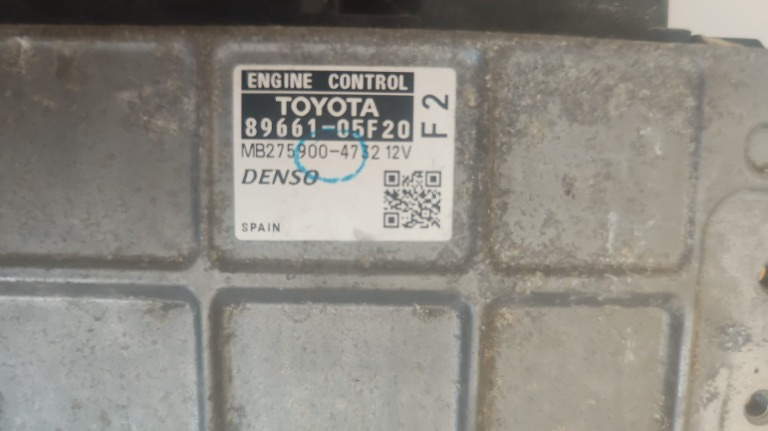 ENGINE CONTROL
TOYOTA
89661-05F20
F2
MB275900-4732 12V
DENSO
SPAIN